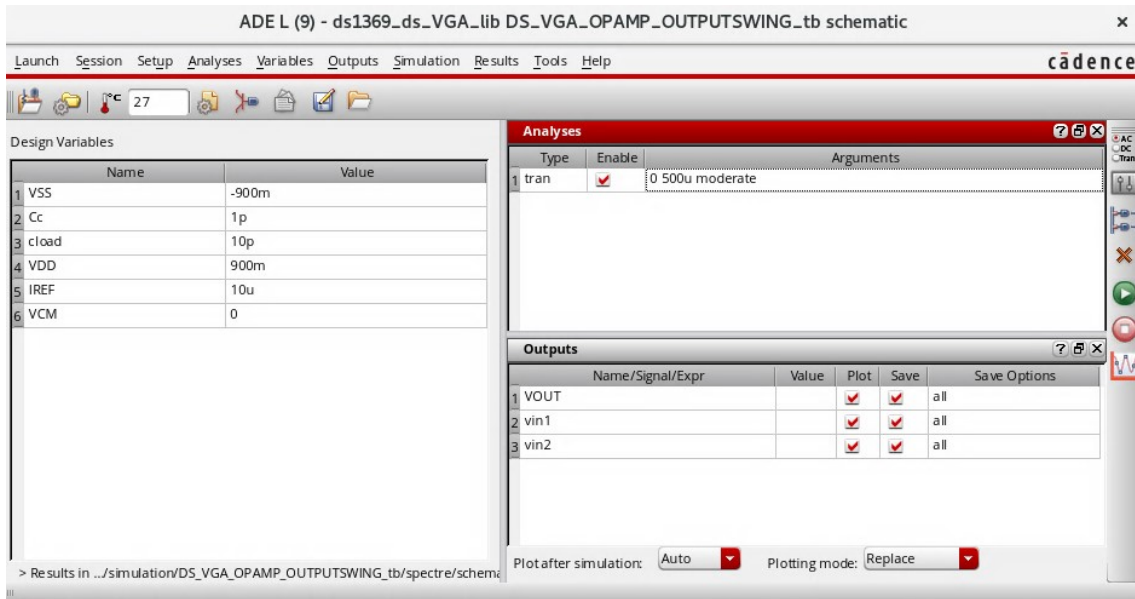 ADE L (9) - ds1369_ds_VGA_lib DS_VGA_OPAMP_OUTPUTSWING_tb schematic
Launch Session Setup Analyses Variables Outputs Simulation Results Tools Help
cādence
°C 27
Design Variables
Name Value
1 VSS -900m
2 Cc 1p
3 cload 10p
4 VDD 900m
5 IREF 10u
6 VCM 0
> Results in .../simulation/DS_VGA_OPAMP_OUTPUTSWING_tb/spectre/schema
Analyses
Type Enable Arguments
1 tran 0 500u moderate
Outputs
Name/Signal/Expr Value Plot Save Save Options
1 VOUT all
2 vin1 all
3 vin2 all
Plot after simulation: Auto Plotting mode: Replace
AC
DC
Tran